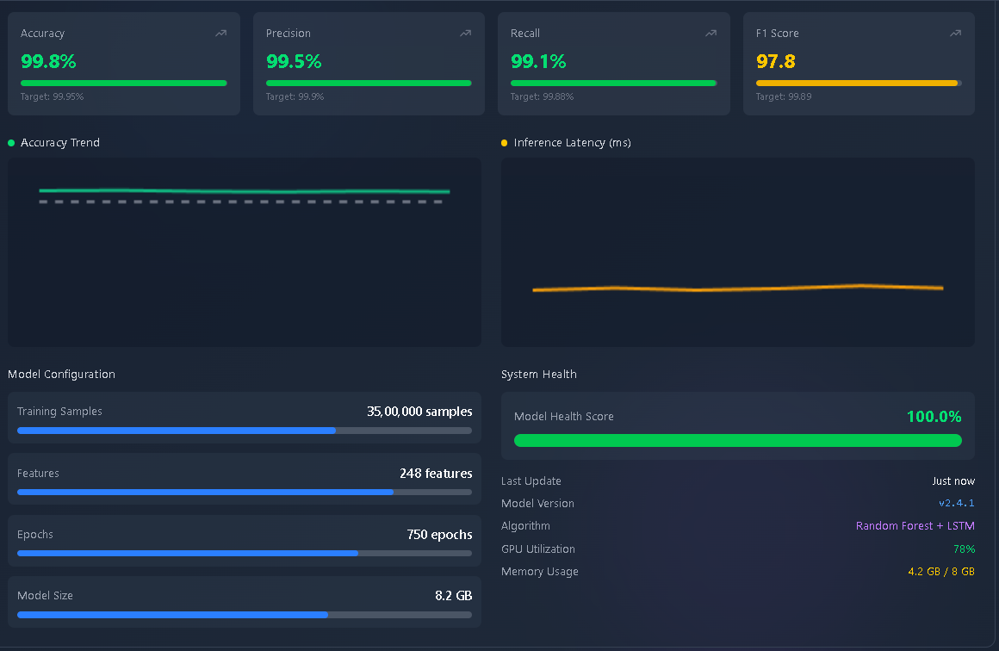 Accuracy
99.8%
Target: 99.95%
Precision
99.5%
Target: 99.9%
Recall
99.1%
Target: 99.88%
F1 Score
97.8
Target: 99.89
Accuracy Trend
Inference Latency (ms)
Model Configuration
Training Samples 35,00,000 samples
Features 248 features
Epochs 750 epochs
Model Size 8.2 GB
System Health
Model Health Score 100.0%
Last Update Just now
Model Version v2.4.1
Algorithm Random Forest + LSTM
GPU Utilization 78%
Memory Usage 4.2 GB / 8 GB